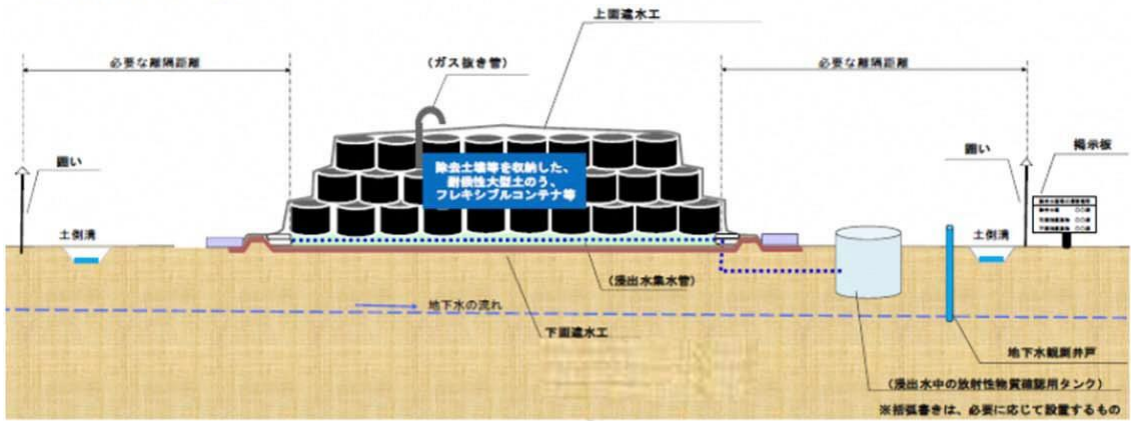 上面遮水工
必要な離隔距離
(ガス抜き管)
必要な離隔距離
囲い
除去土壌等を収納した、
耐候性大型土のう、
フレキシブルコンテナ等
囲い
掲示板
土側溝
土側溝
(浸出水集水管)
地下水の流れ
下面遮水工
地下水観測井戸
(浸出水中の放射性物質確認用タンク)
※括弧書きは、必要に応じて設置するもの